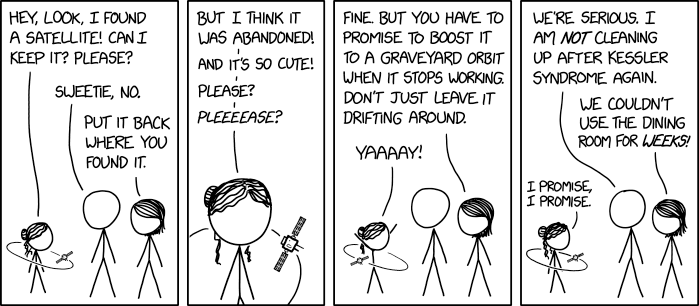 HEY, LOOK, I FOUND
A SATELLITE! CAN I
KEEP IT? PLEASE?
SWEETIE, NO.
PUT IT BACK
WHERE YOU
FOUND IT.
BUT I THINK IT
WAS ABANDONED!
AND IT'S SO CUTE!
PLEASE?
PLEEEEASE?
FINE. BUT YOU HAVE TO
PROMISE TO BOOST IT
TO A GRAVEYARD ORBIT
WHEN IT STOPS WORKING.
DON'T JUST LEAVE IT
DRIFTING AROUND.
YAAAAY!
WE'RE SERIOUS. I
AM NOT CLEANING
UP AFTER KESSLER
SYNDROME AGAIN.
WE COULDN'T
USE THE DINING
ROOM FOR WEEKS!
I PROMISE,
I PROMISE.